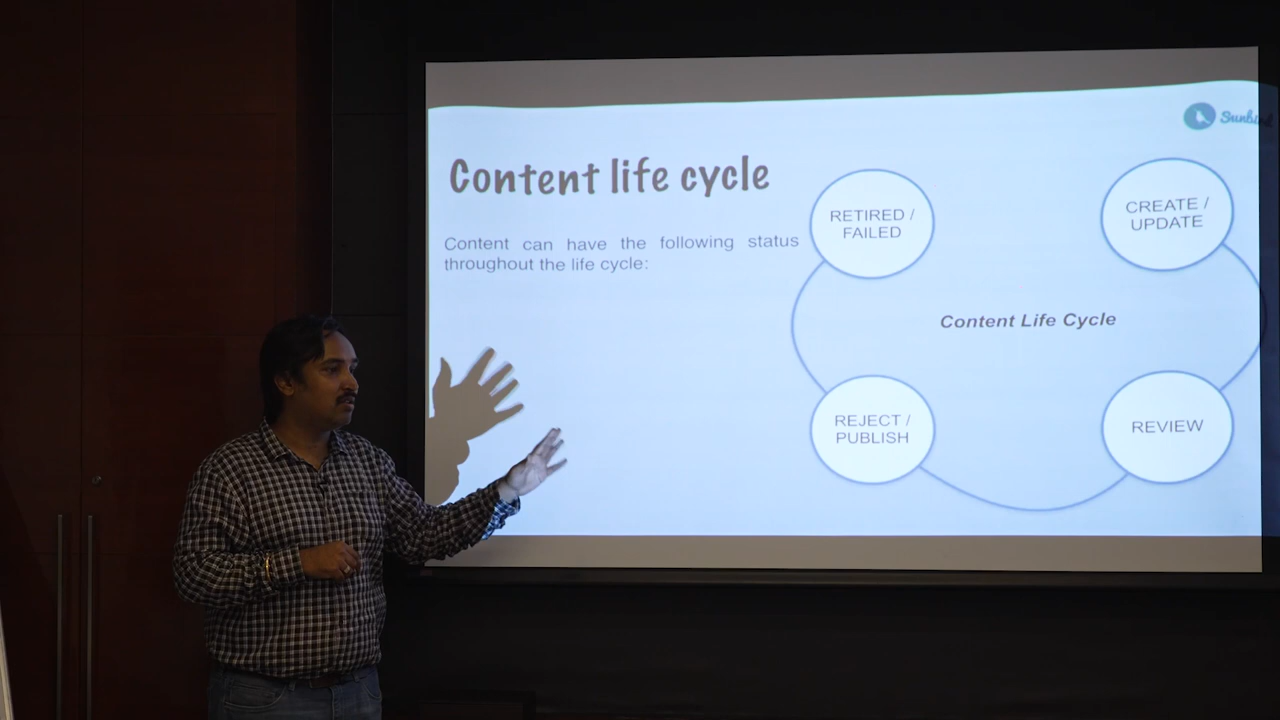 Sunbird
Content life cycle
Content can have the following status
throughout the life cycle:
RETIRED /
FAILED
CREATE /
UPDATE
Content Life Cycle
REJECT /
PUBLISH
REVIEW